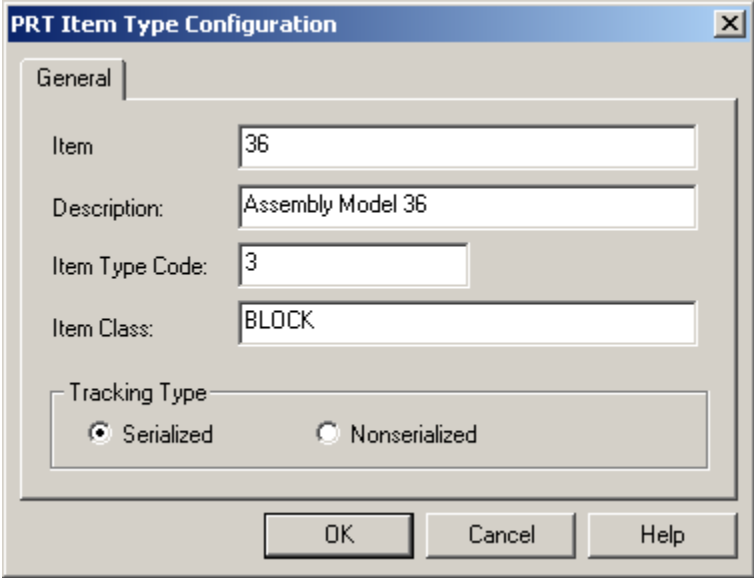 PRT Item Type Configuration
General
Item 36
Description: Assembly Model 36
Item Type Code: 3
Item Class: BLOCK
Tracking Type
Serialized Nonserialized
OK Cancel Help